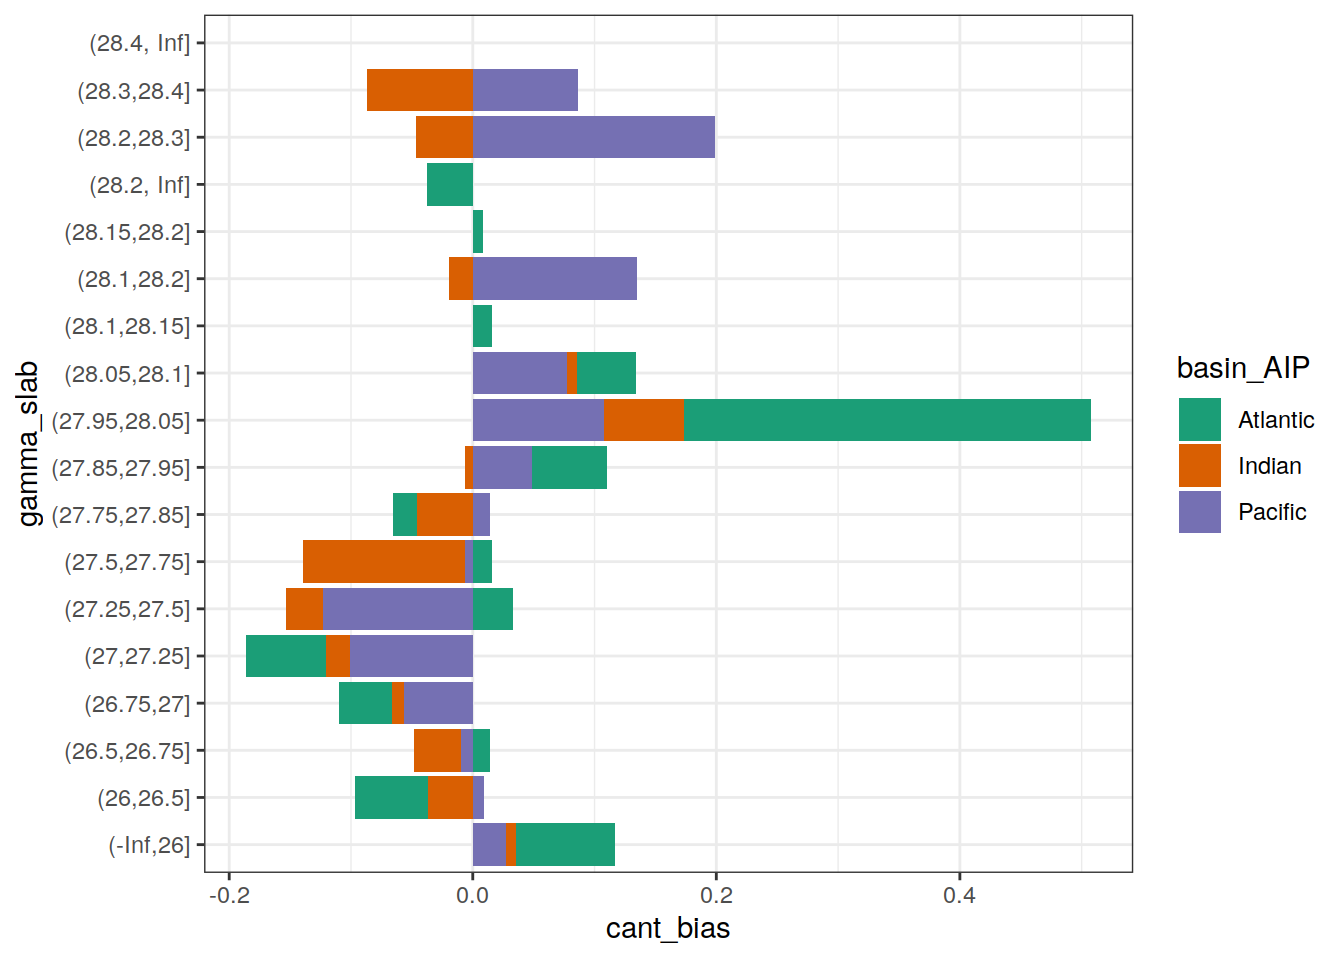 (28.4, Inf]
(28.3,28.4]
(28.2,28.3]
(28.2, Inf]
(28.15,28.2]
(28.1,28.2]
(28.1,28.15]
(28.05,28.1]
(27.95,28.05]
(27.85,27.95]
(27.75,27.85]
(27.5,27.75]
(27.25,27.5]
(27,27.25]
(26.75,27]
(26.5,26.75]
(26,26.5]
(-Inf,26]
gamma_slab
-0.2 0.0 0.2 0.4
cant_bias
basin_AIP
Atlantic
Indian
Pacific